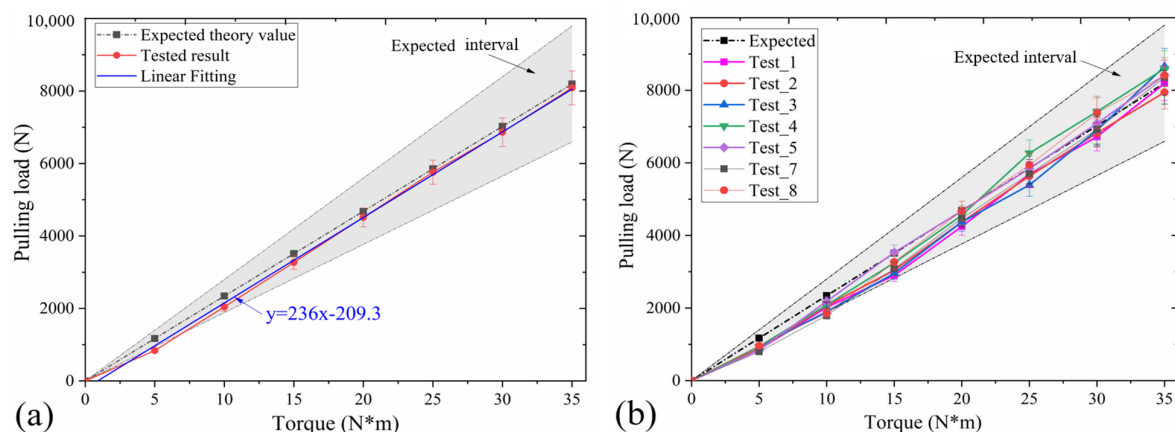 10,000
8000
6000
4000
2000
0
Pulling load (N)
Expected theory value
Tested result
Linear Fitting
Expected interval
y=236x-209.3
0 5 10 15 20 25 30 35
Torque (N*m)
(a)
10,000
8000
6000
4000
2000
0
Pulling load (N)
Expected
Test_1
Test_2
Test_3
Test_4
Test_5
Test_7
Test_8
Expected interval
0 5 10 15 20 25 30 35
Torque (N*m)
(b)